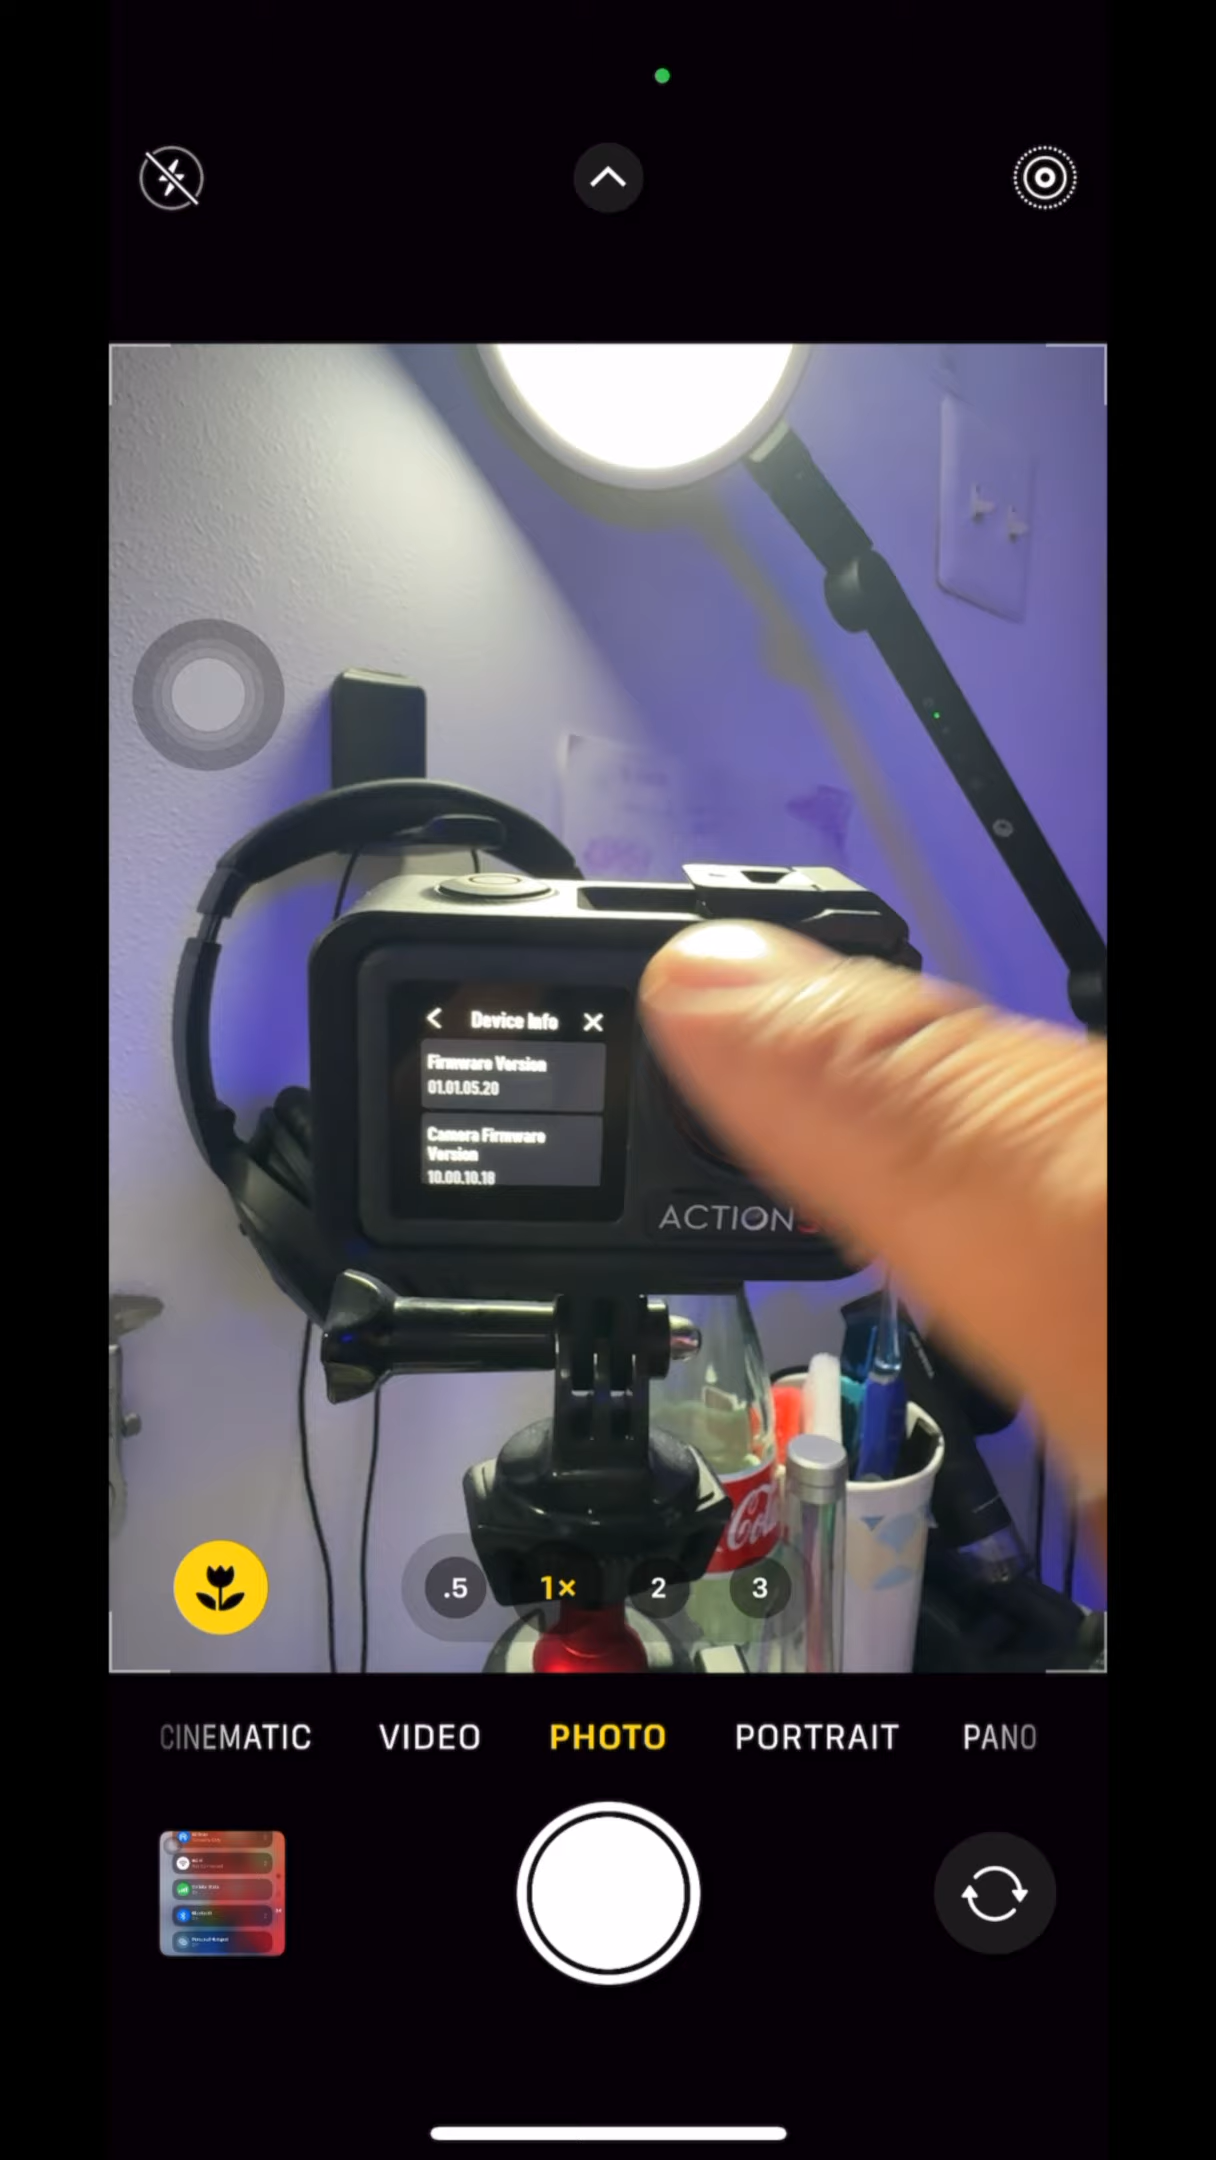 Device Info
Firmware Version
01.01.05.20
Camera Firmware
Version
10.00.10.18
ACTION
.5
1×
2
3
CINEMATIC
VIDEO
PHOTO
PORTRAIT
PANO